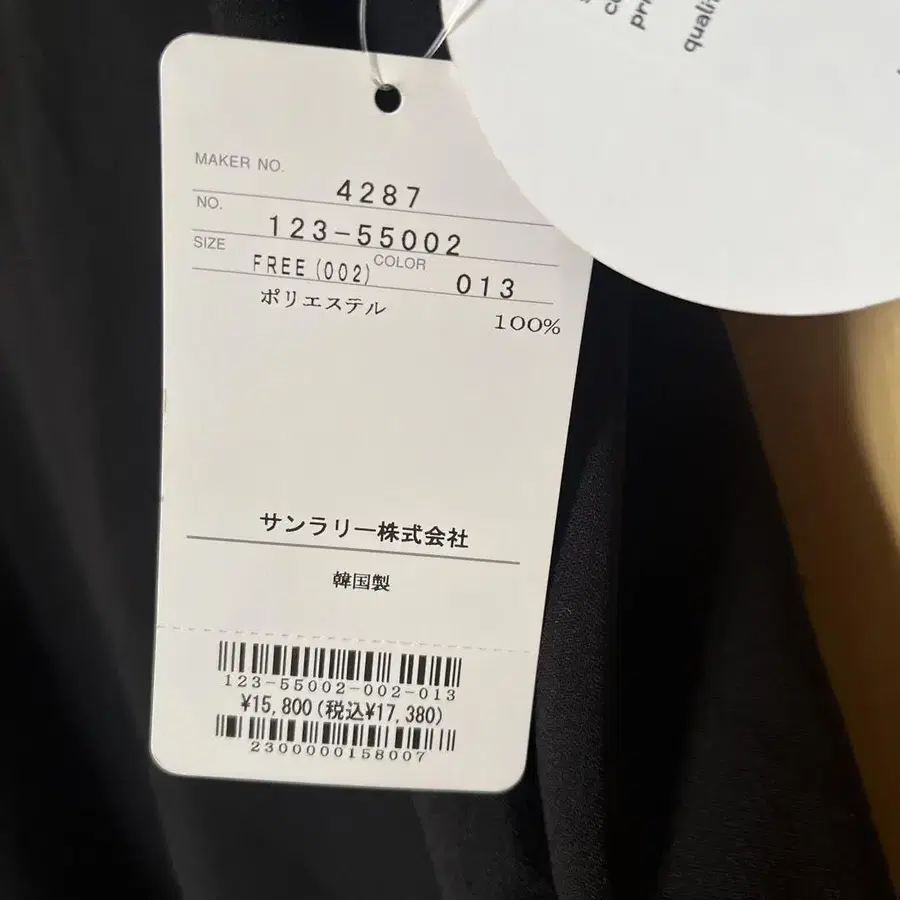 qualit
MAKER NO.
4287
NO.
123-55002
SIZE
FREE(002)
COLOR
013
ポリエステル
100%
サンラリー株式会社
韓国製
123-55002-002-013
¥15,800(税込¥17,380)
2300000158007